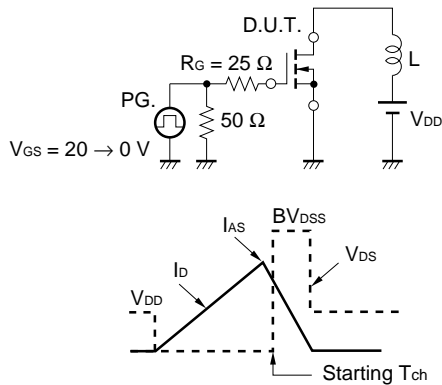 D.U.T.
RG = 25 Ω
L
PG.
50 Ω
VDD
VGS = 20 → 0 V
IAS
BVDSS
ID
VDS
VDD
Starting Tch